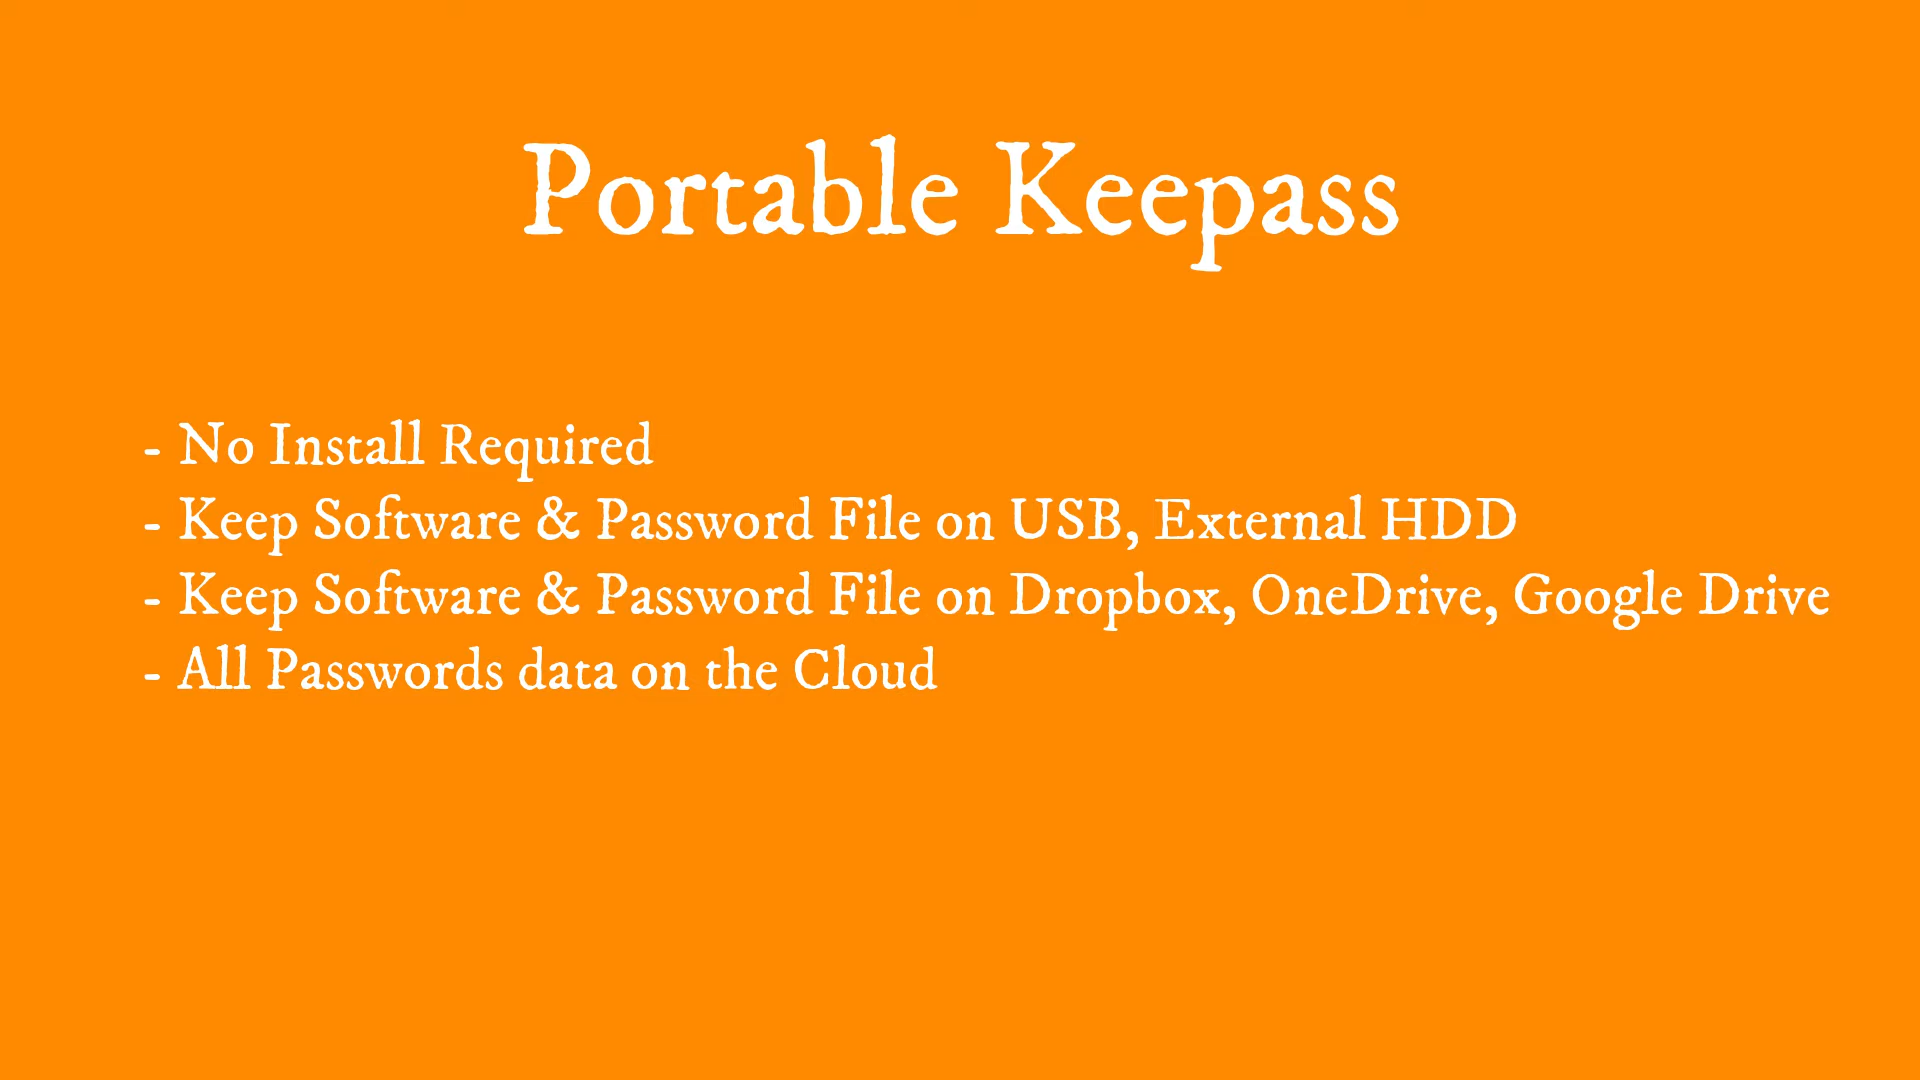 Portable Keepass
- No Install Required
- Keep Software & Password File on USB, External HDD
- Keep Software & Password File on Dropbox, OneDrive, Google Drive
- All Passwords data on the Cloud